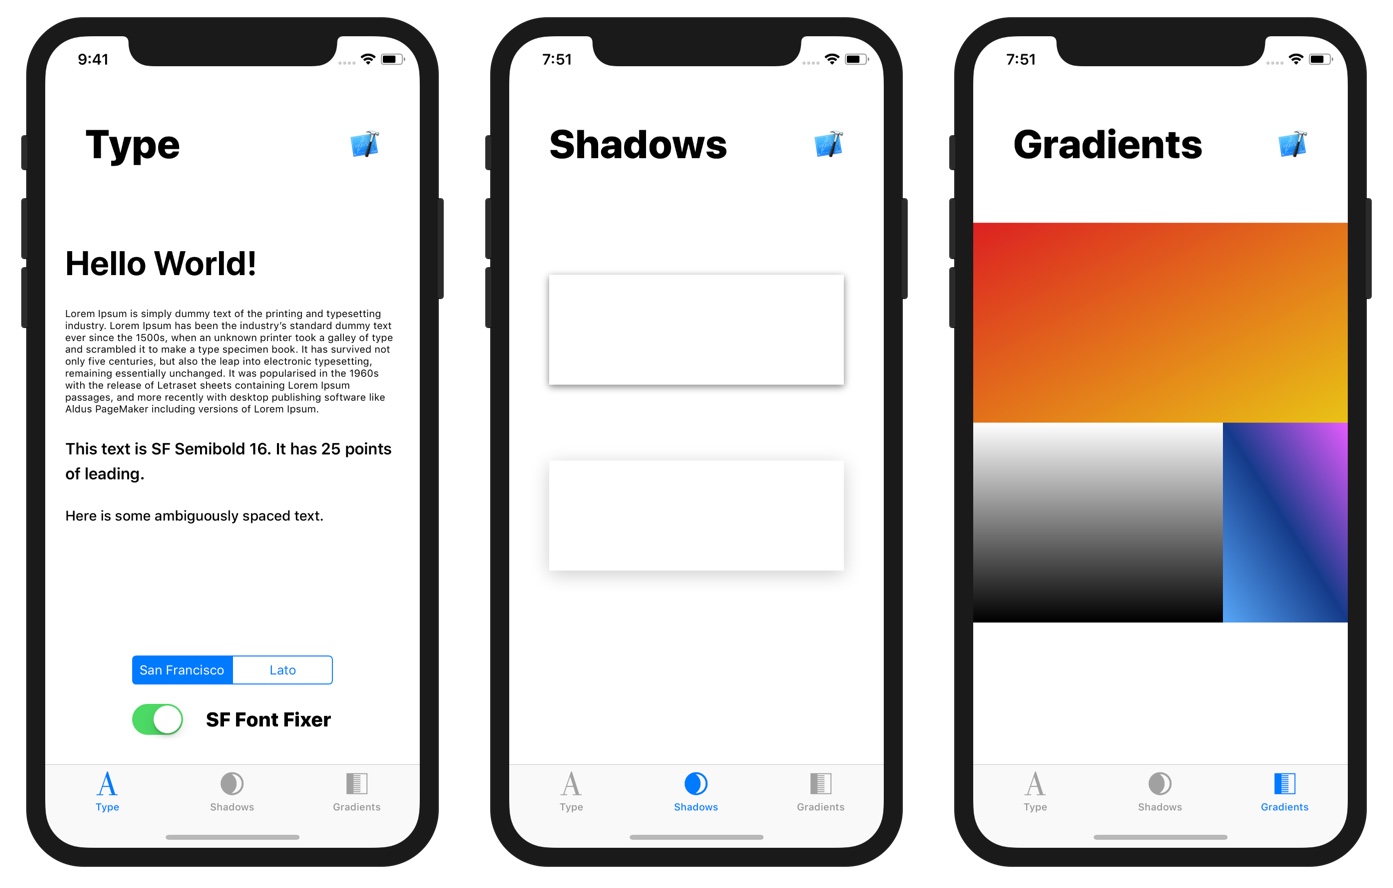 9:41
Type
Hello World!
Lorem Ipsum is simply dummy text of the printing and typesetting
industry. Lorem Ipsum has been the industry's standard dummy text
ever since the 1500s, when an unknown printer took a galley of type
and scrambled it to make a type specimen book. It has survived not
only five centuries, but also the leap into electronic typesetting,
remaining essentially unchanged. It was popularised in the 1960s
with the release of Letraset sheets containing Lorem Ipsum
passages, and more recently with desktop publishing software like
Aldus PageMaker including versions of Lorem Ipsum.
This text is SF Semibold 16. It has 25 points
of leading.
Here is some ambiguously spaced text.
San Francisco Lato
SF Font Fixer
Type Shadows Gradients
7:51
Shadows
Type Shadows Gradients
7:51
Gradients
Type Shadows Gradients